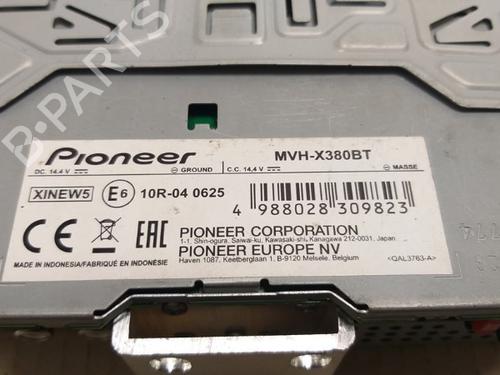 Pioneer MVH-X380BT
DC. 14.4 V GROUND C.C. 14,4 V MASSE
XINEW5 E6 10R-04 0625
4 988028 309823
EAC PIONEER CORPORATION
1-1, Shin-ogura, Saiwai-ku, Kawasaki-shi, Kanagawa 212-0031, Japan
PIONEER EUROPE NV
Haven 1087, Keetberglaan 1, B-9120 Melsele, Belgium
MADE IN INDONESIA/FABRIQUÉ EN INDONÉSIE <QAL3763-A>
B-PARTS